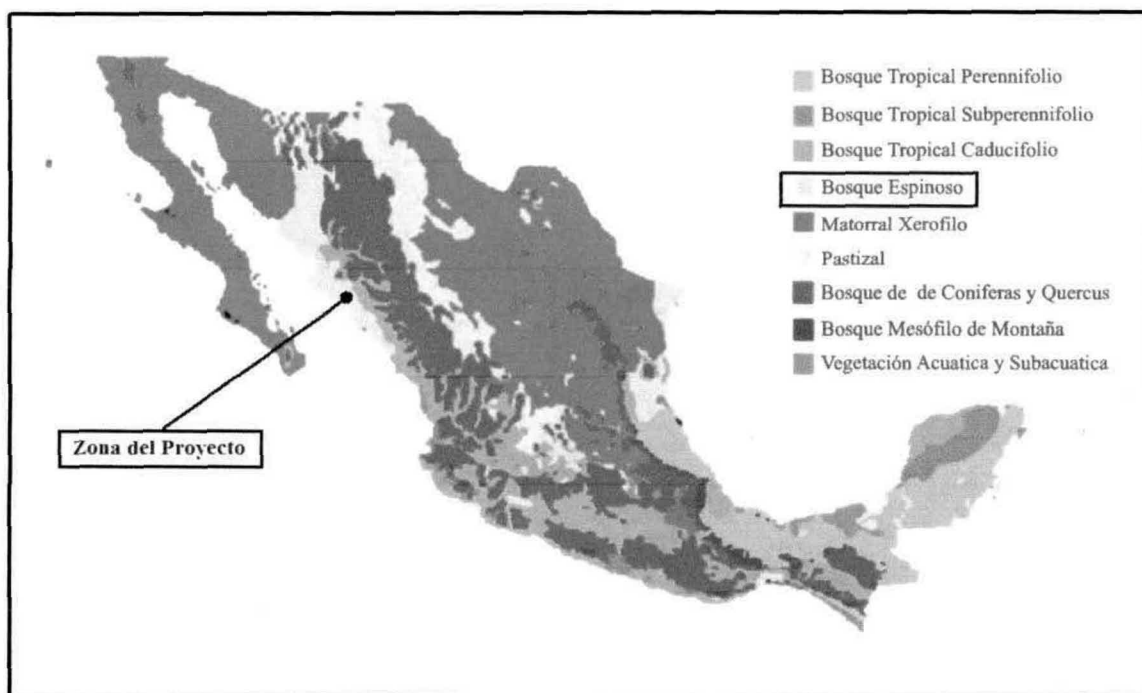 Bosque Tropical Perennifolio
Bosque Tropical Subperennifolio
Bosque Tropical Caducifolio
Bosque Espinoso
Matorral Xerofilo
Pastizal
Bosque de de Coniferas y Quercus
Bosque Mesófilo de Montaña
Vegetación Acuatica y Subacuatica
Zona del Proyecto